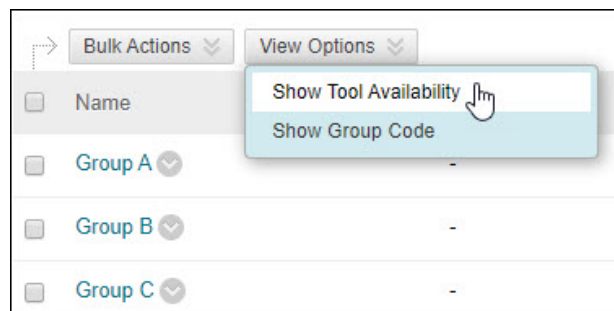 Bulk Actions View Options
Show Tool Availability
Name
Show Group Code
Group A -
Group B -
Group C -